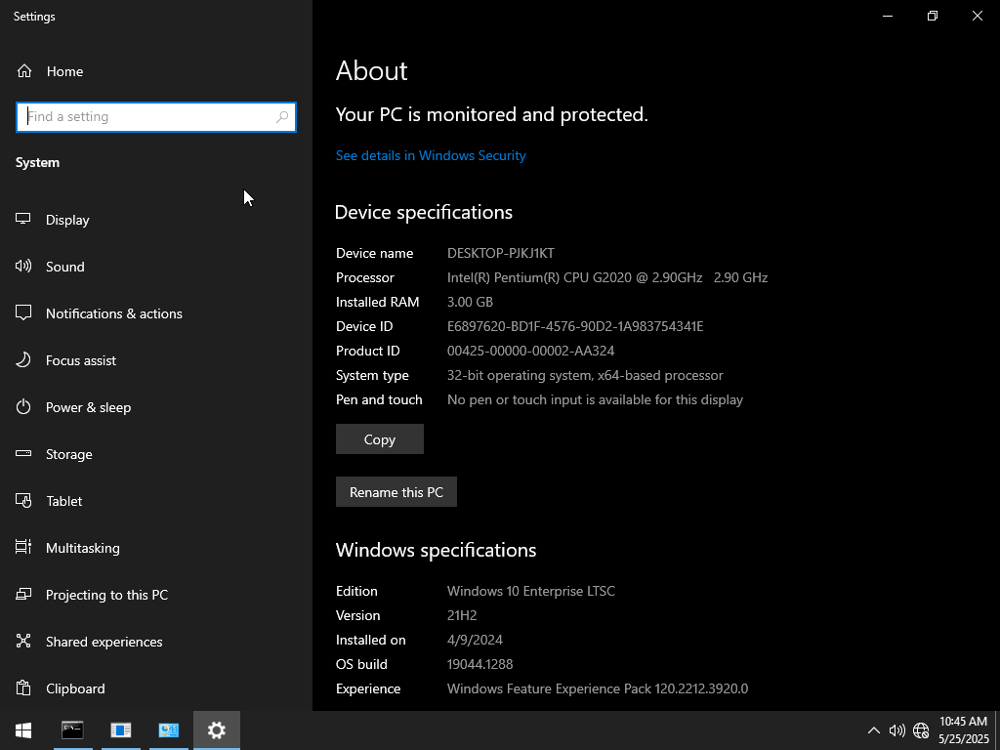 Settings
Home
Find a setting
System
Display
Sound
Notifications & actions
Focus assist
Power & sleep
Storage
Tablet
Multitasking
Projecting to this PC
Shared experiences
Clipboard
About
Your PC is monitored and protected.
See details in Windows Security
Device specifications
Device name DESKTOP-PJKJ1KT
Processor Intel(R) Pentium(R) CPU G2020 @ 2.90GHz 2.90 GHz
Installed RAM 3.00 GB
Device ID E6897620-BD1F-4576-90D2-1A983754341E
Product ID 00425-00000-00002-AA324
System type 32-bit operating system, x64-based processor
Pen and touch No pen or touch input is available for this display
Copy
Rename this PC
Windows specifications
Edition Windows 10 Enterprise LTSC
Version 21H2
Installed on 4/9/2024
OS build 19044.1288
Experience Windows Feature Experience Pack 120.2212.3920.0
10:45 AM
5/25/2025